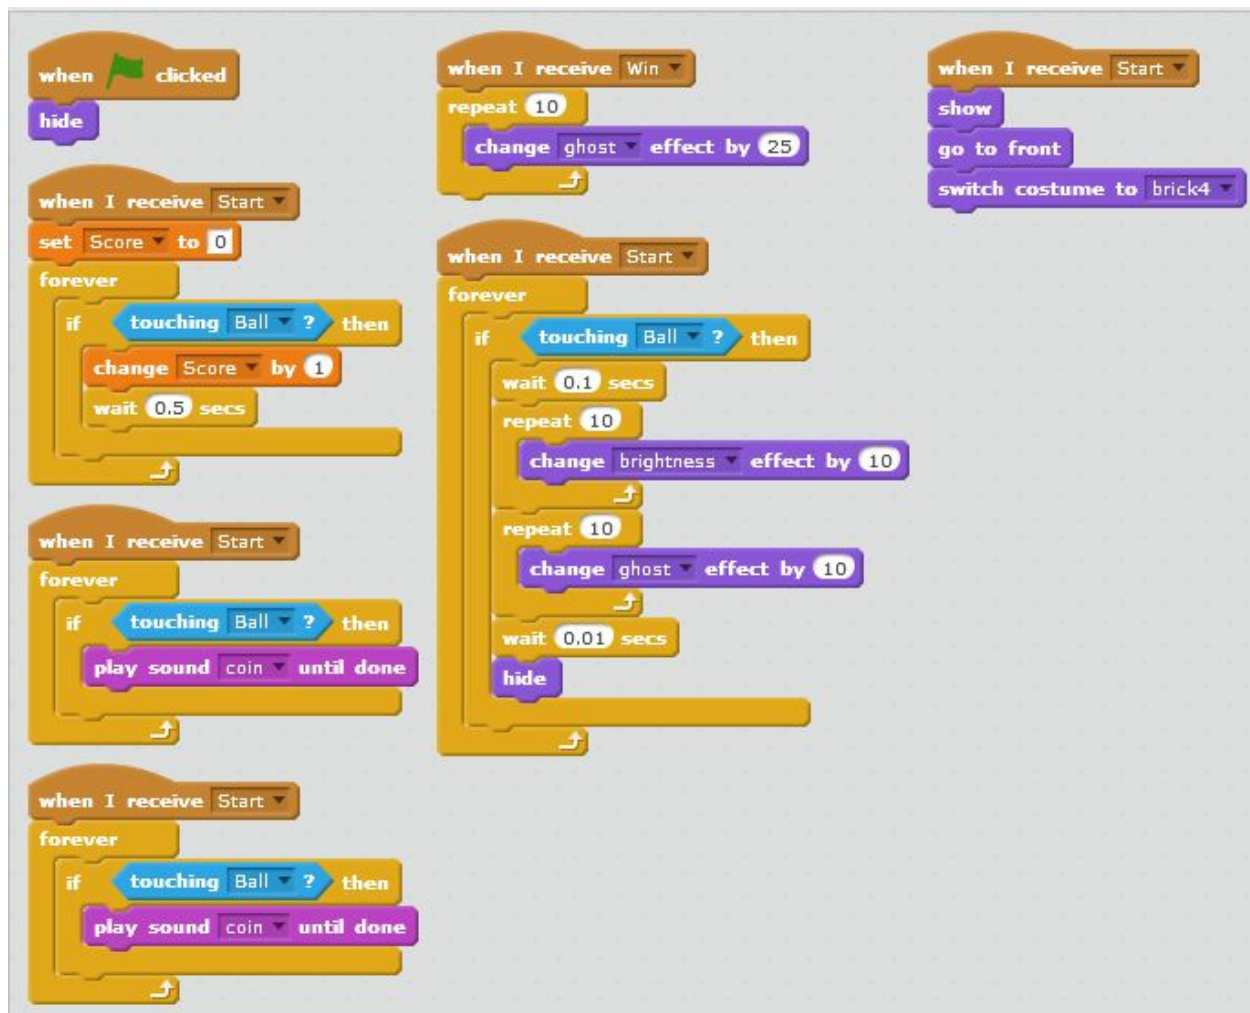 when clicked
hide
when I receive Start
set Score to 0
forever
if touching Ball ? then
change Score by 1
wait 0.5 secs
when I receive Start
forever
if touching Ball ? then
play sound coin until done
when I receive Start
forever
if touching Ball ? then
play sound coin until done
when I receive Win
repeat 10
change ghost effect by 25
when I receive Start
forever
if touching Ball ? then
wait 0.1 secs
repeat 10
change brightness effect by 10
repeat 10
change ghost effect by 10
wait 0.01 secs
hide
when I receive Start
show
go to front
switch costume to brick4